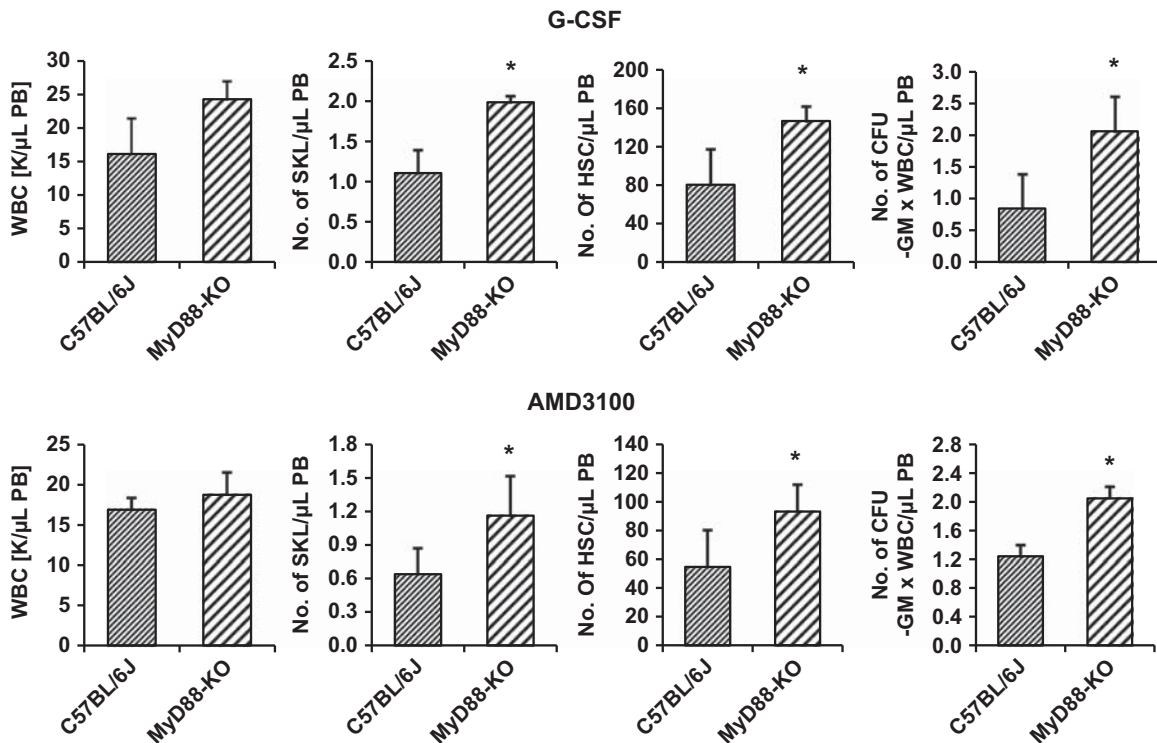 G-CSF
WBC [K/µL PB]
30
25
20
15
10
5
0
C57BL/6J
MyD88-KO
No. of SKL/µL PB
2.5
2.0
1.5
1.0
0.5
0.0
*
C57BL/6J
MyD88-KO
No. Of HSC/µL PB
200
160
120
80
40
0
*
C57BL/6J
MyD88-KO
No. of CFU
-GM x WBC/µL PB
3.0
2.5
2.0
1.5
1.0
0.5
0.0
*
C57BL/6J
MyD88-KO
AMD3100
WBC [K/µL PB]
25
20
15
10
5
0
C57BL/6J
MyD88-KO
No. of SKL/µL PB
1.8
1.5
1.2
0.9
0.6
0.3
0.0
*
C57BL/6J
MyD88-KO
No. Of HSC/µL PB
140
120
100
80
60
40
20
0
*
C57BL/6J
MyD88-KO
No. of CFU
-GM x WBC/µL PB
2.8
2.4
2.0
1.6
1.2
0.8
0.4
0.0
*
C57BL/6J
MyD88-KO